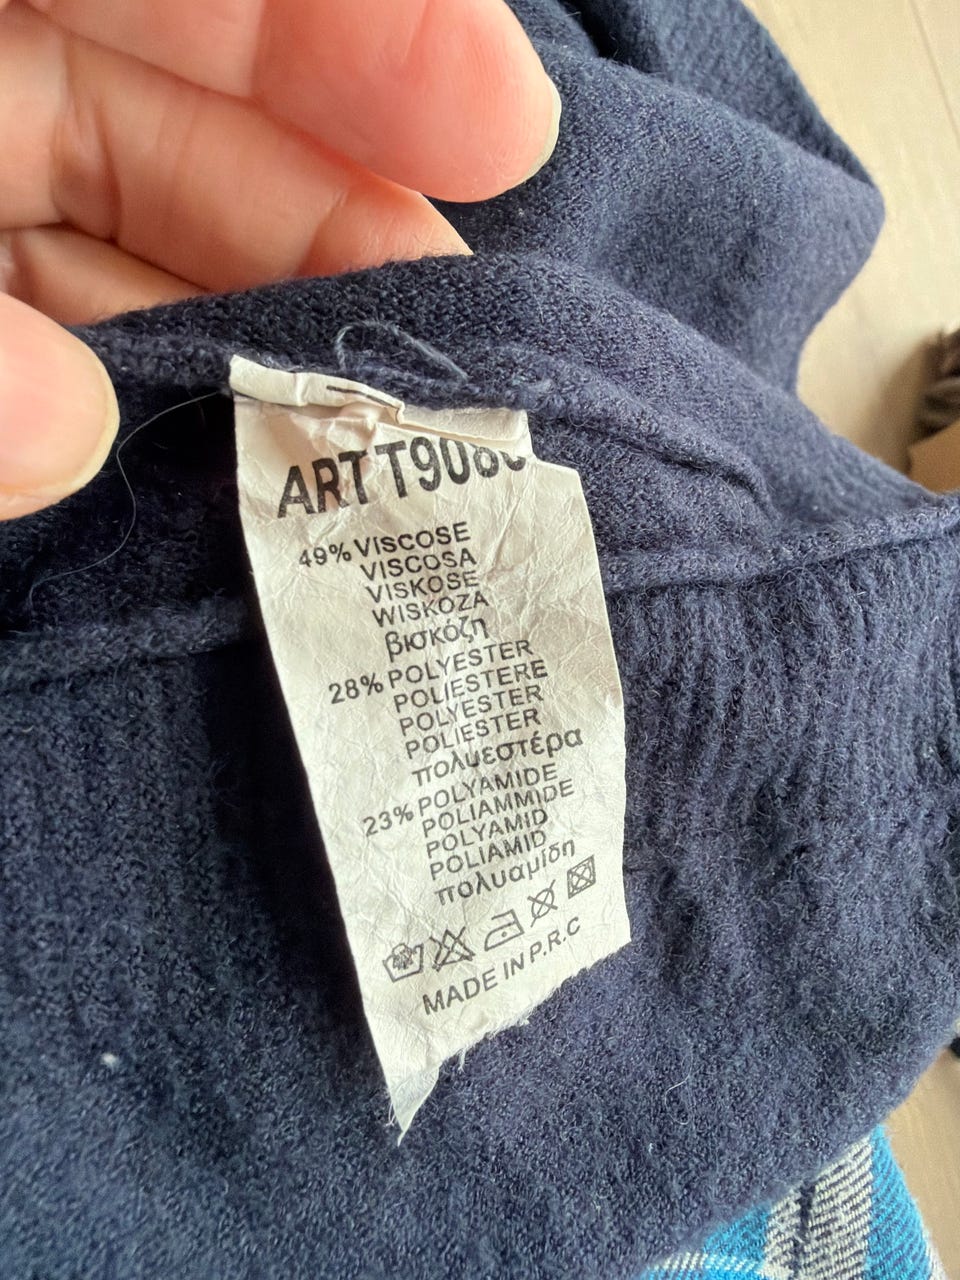 ART
49% VISCOSE
VISCOSA
VISKOSE
WISKOZA
βισκόζη
28% POLYESTER
POLIESTERE
POLYESTER
POLIESTER
πολυεστέρα
23% POLYAMIDE
POLIAMMIDE
POLYAMID
POLIAMID
πολυαμίδη
MADE IN P.R.C